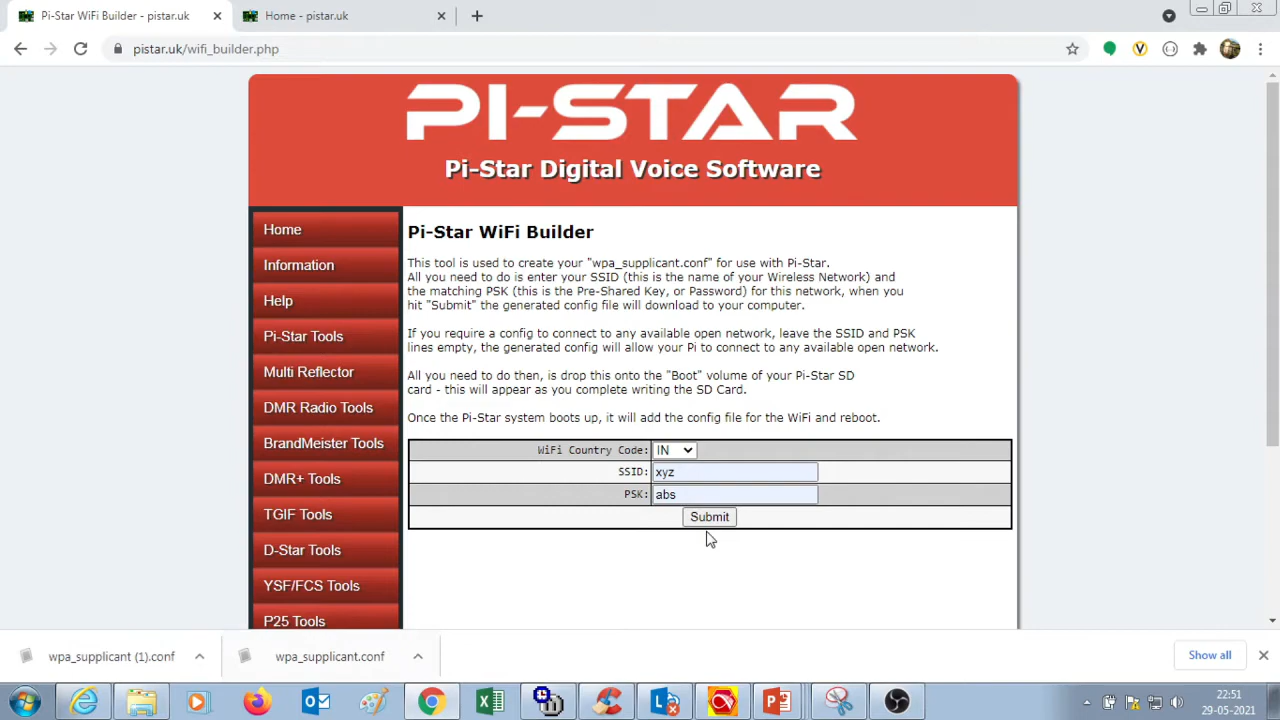 Pi-Star WiFi Builder - pistar.uk
Home - pistar.uk
pistar.uk/wifi_builder.php
PI-STAR
Pi-Star Digital Voice Software
Home
Information
Help
Pi-Star Tools
Multi Reflector
DMR Radio Tools
BrandMeister Tools
DMR+ Tools
TGIF Tools
D-Star Tools
YSF/FCS Tools
P25 Tools
Pi-Star WiFi Builder
This tool is used to create your "wpa_supplicant.conf" for use with Pi-Star.
All you need to do is enter your SSID (this is the name of your Wireless Network) and
the matching PSK (this is the Pre-Shared Key, or Password) for this network, when you
hit "Submit" the generated config file will download to your computer.
If you require a config to connect to any available open network, leave the SSID and PSK
lines empty, the generated config will allow your Pi to connect to any available open network.
All you need to do then, is drop this onto the "Boot" volume of your Pi-Star SD
card - this will appear as you complete writing the SD Card.
Once the Pi-Star system boots up, it will add the config file for the WiFi and reboot.
WiFi Country Code: IN
SSID: xyz
PSK: abs
Submit
wpa_supplicant (1).conf
wpa_supplicant.conf
Show all
22:51
29-05-2021